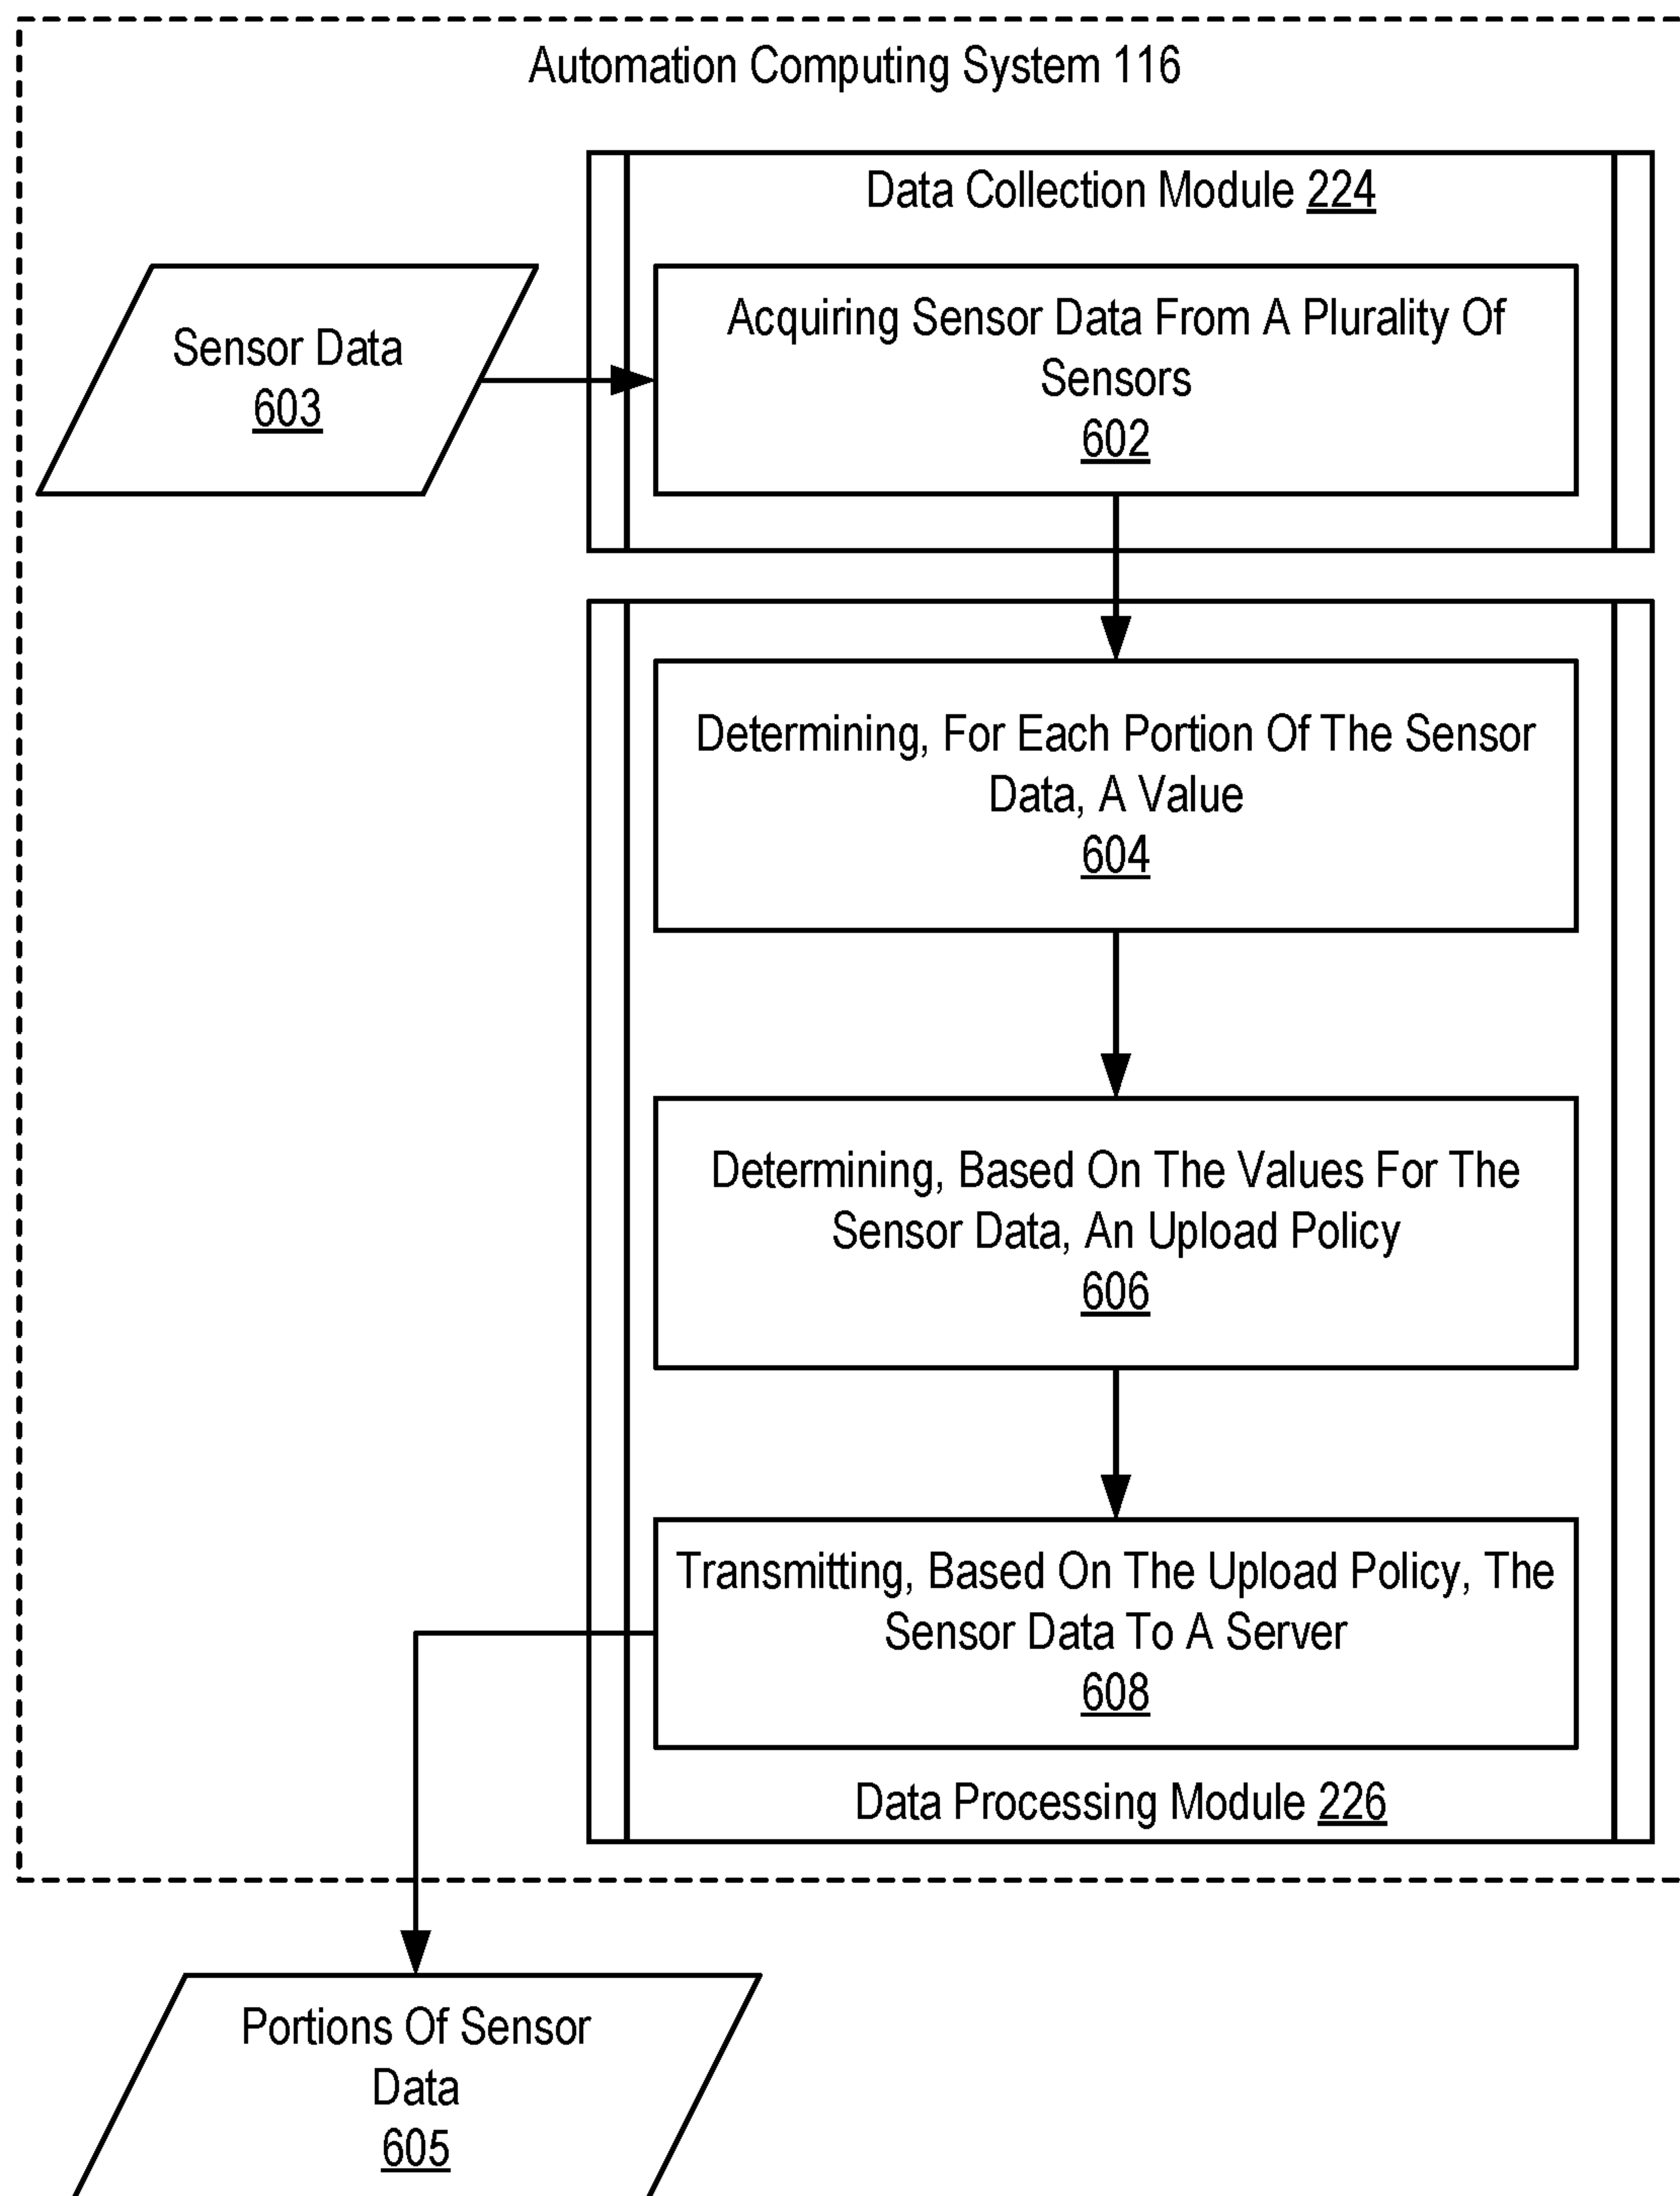 Automation Computing System 116
Data Collection Module 224
Sensor Data
603
Acquiring Sensor Data From A Plurality Of
Sensors
602
Determining, For Each Portion Of The Sensor
Data, A Value
604
Determining, Based On The Values For The
Sensor Data, An Upload Policy
606
Transmitting, Based On The Upload Policy, The
Sensor Data To A Server
608
Data Processing Module 226
Portions Of Sensor
Data
605